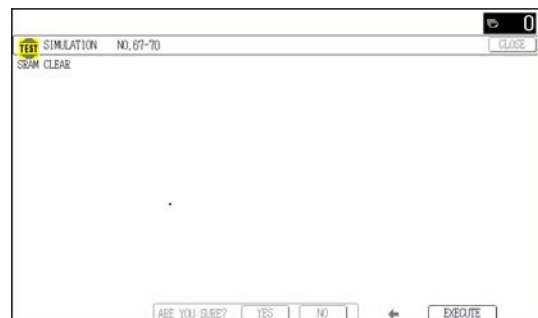 0
TEST SIMULATION NO.67-70 CLOSE
SRAM CLEAR
ARE YOU SURE? YES NO EXECUTE